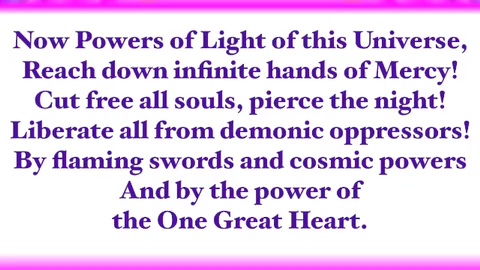 Now Powers of Light of this Universe,
Reach down infinite hands of Mercy!
Cut free all souls, pierce the night!
Liberate all from demonic oppressors!
By flaming swords and cosmic powers
And by the power of
the One Great Heart.